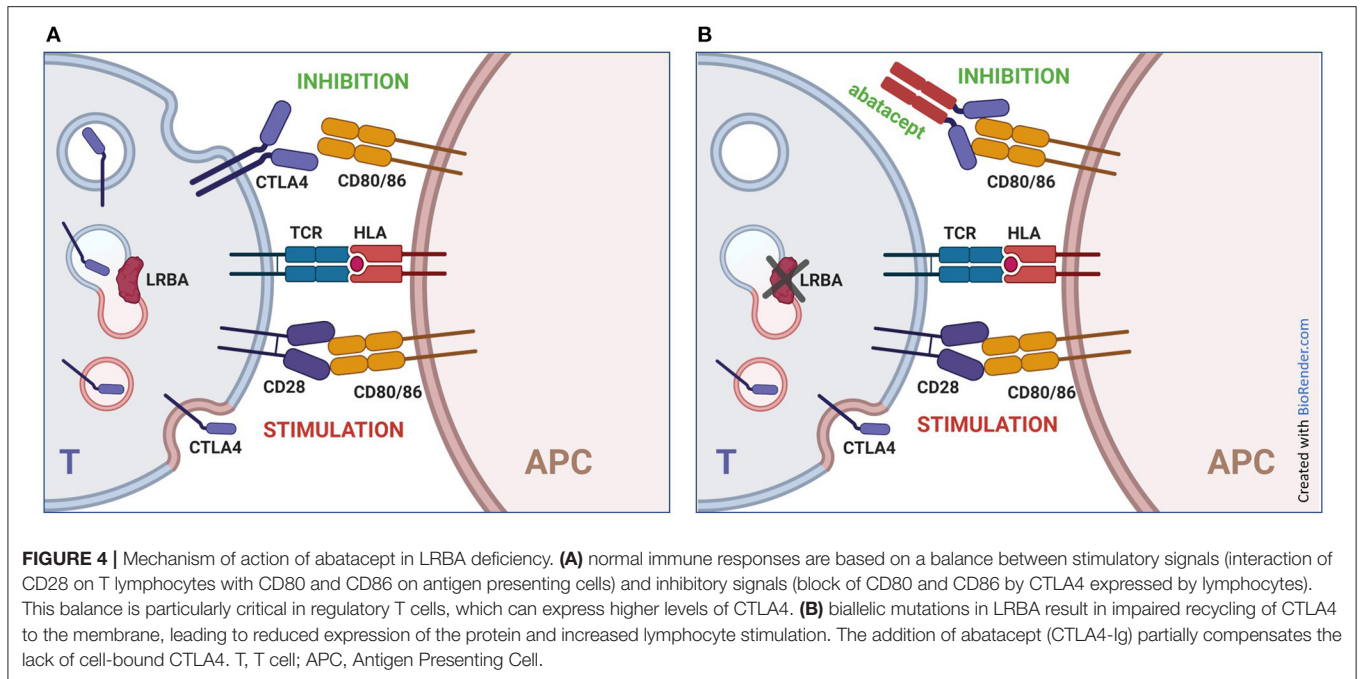 A
INHIBITION
CTLA4
CD80/86
TCR HLA
LRBA
CD28
CD80/86
STIMULATION
CTLA4
T
APC
B
INHIBITION
abatacept
CD80/86
TCR HLA
LRBA
CD28
CD80/86
STIMULATION
CTLA4
T
APC
Created with BioRender.com
FIGURE 4 | Mechanism of action of abatacept in LRBA deficiency. (A) normal immune responses are based on a balance between stimulatory signals (interaction of
CD28 on T lymphocytes with CD80 and CD86 on antigen presenting cells) and inhibitory signals (block of CD80 and CD86 by CTLA4 expressed by lymphocytes).
This balance is particularly critical in regulatory T cells, which can express higher levels of CTLA4. (B) biallelic mutations in LRBA result in impaired recycling of CTLA4
to the membrane, leading to reduced expression of the protein and increased lymphocyte stimulation. The addition of abatacept (CTLA4-Ig) partially compensates the
lack of cell-bound CTLA4. T, T cell; APC, Antigen Presenting Cell.